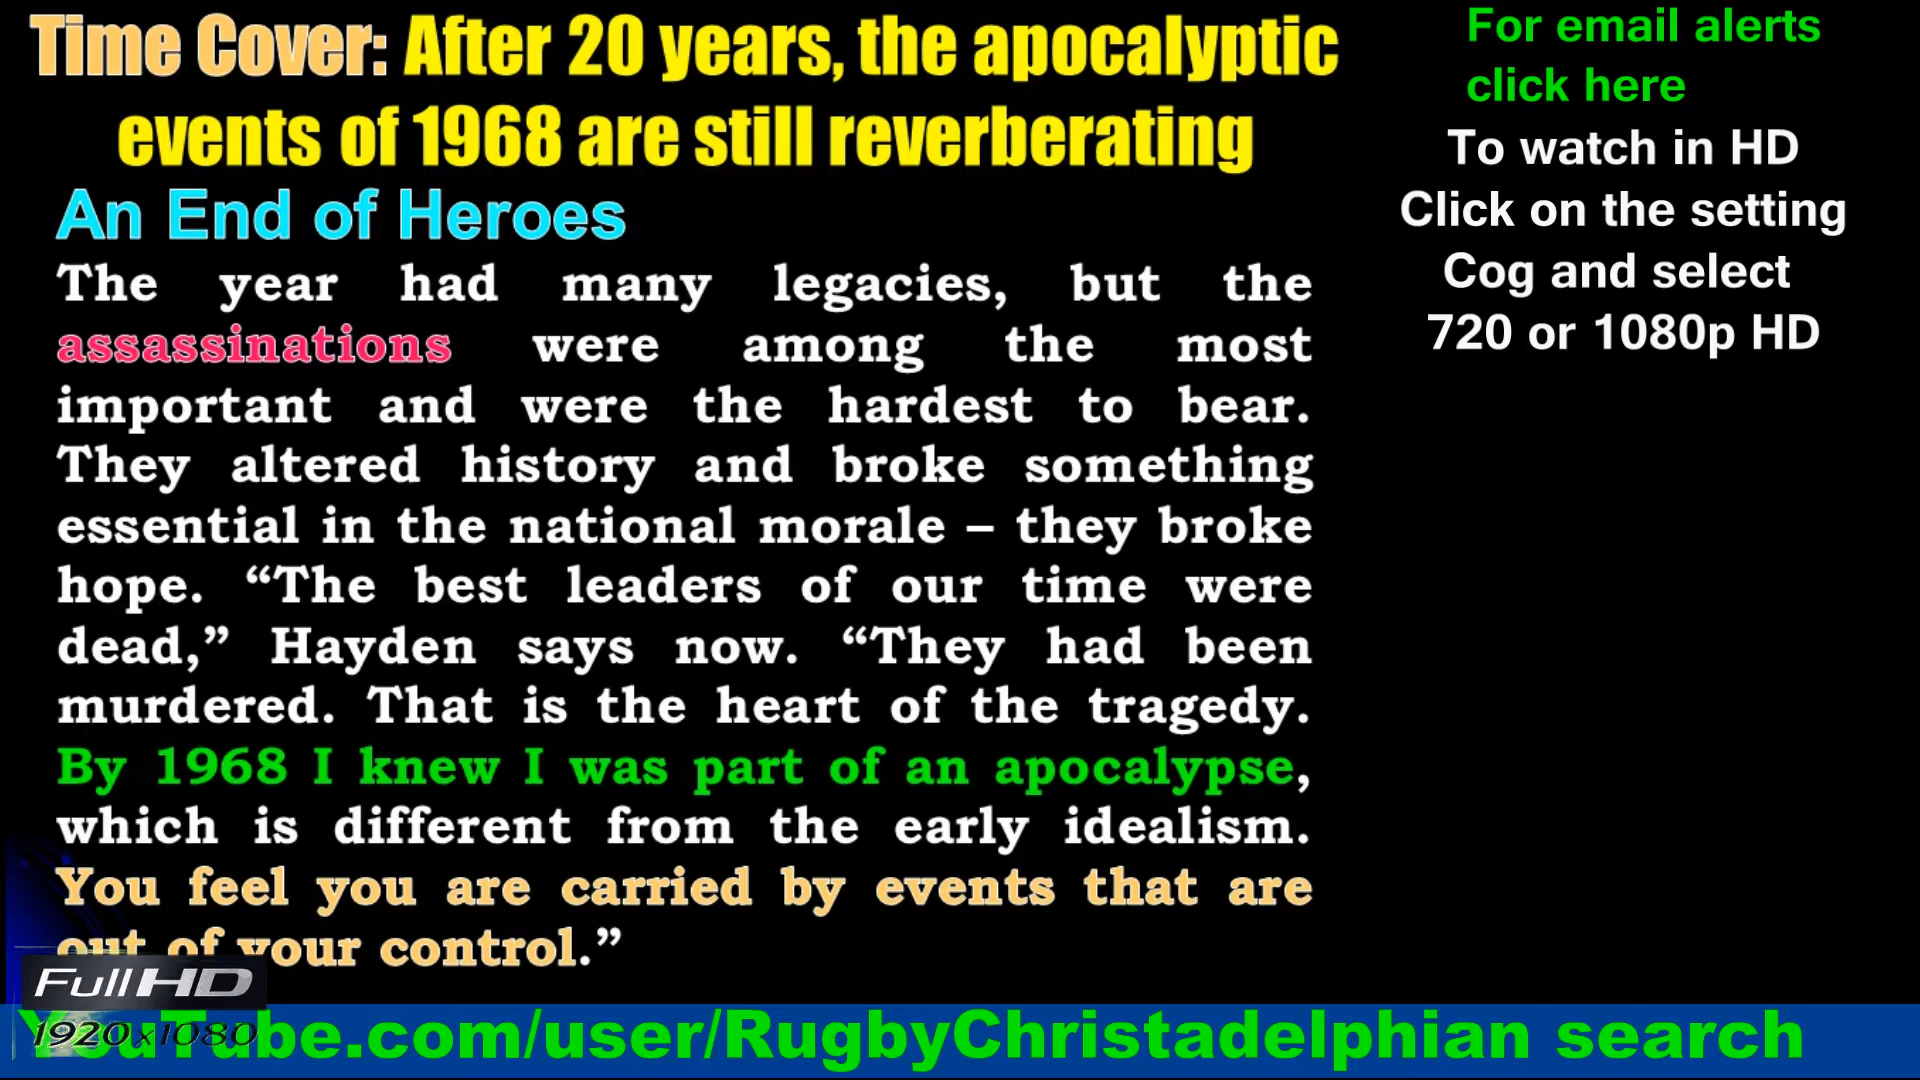 Time Cover: After 20 years, the apocalyptic
events of 1968 are still reverberating
An End of Heroes
The year had many legacies, but the
assassinations were among the most
important and were the hardest to bear.
They altered history and broke something
essential in the national morale – they broke
hope. “The best leaders of our time were
dead,” Hayden says now. “They had been
murdered. That is the heart of the tragedy.
By 1968 I knew I was part of an apocalypse,
which is different from the early idealism.
You feel you are carried by events that are
out of your control.”
For email alerts
click here
To watch in HD
Click on the setting
Cog and select
720 or 1080p HD
Full HD
1920x1080
YouTube.com/user/RugbyChristadelphian search